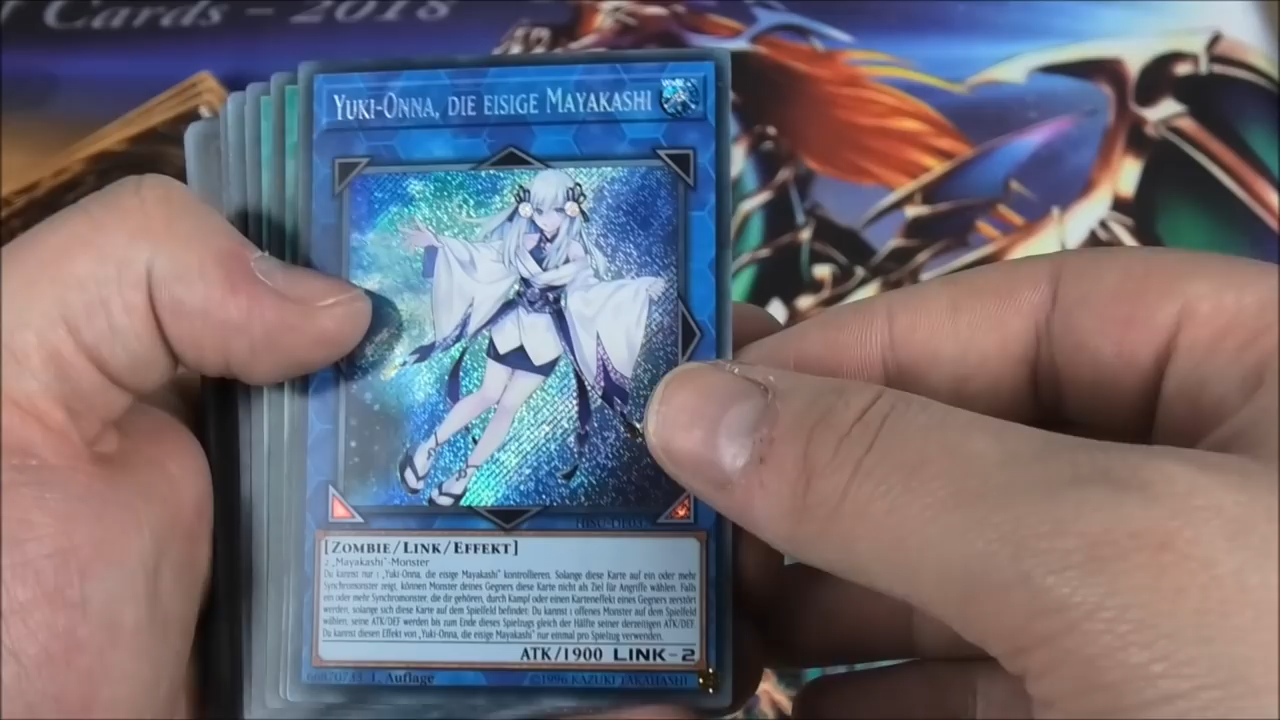 Cards - 2018
YUKI-ONNA, DIE EISIGE MAYAKASHI
[ZOMBIE/LINK/EFFEKT]
2 „Mayakashi"-Monster
Du kannst nur 1 „Yuki-Onna, die eisige Mayakashi" kontrollieren. Solange diese Karte auf ein oder mehr
Synchromonster zeigt, können Monster deines Gegners diese Karte nicht als Ziel für Angriffe wählen. Falls
ein oder mehr Synchromonster, die dir gehören, durch Kampf oder einen Karteneffekt eines Gegners zerstört
werden, solange sich diese Karte auf dem Spielfeld befindet: Du kannst 1 offenes Monster auf dem Spielfeld
wählen, seine ATK/DEF werden bis zum Ende dieses Spielzugs gleich der Hälfte seiner derzeitigen ATK/DEF.
Du kannst diesen Effekt von „Yuki-Onna, die eisige Mayakashi" nur einmal pro Spielzug verwenden.
ATK/1900 LINK-2
1. Auflage ©1996 KAZUKI TAKAHASHI